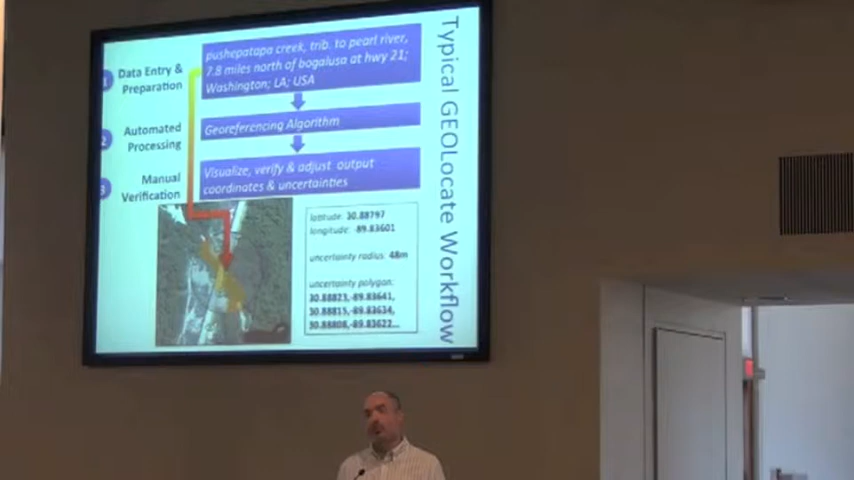 Typical GEOLocate Workflow
1
Data Entry &
Preparation
pushepatapa creek, trib. to pearl river,
7.8 miles north of bogalusa at hwy 21;
Washington; LA; USA
2
Automated
Processing
Georeferencing Algorithm
3
Manual
Verification
Visualize, verify & adjust output
coordinates & uncertainties
latitude: 30.88797
longitude: -89.83601
uncertainty radius: 48m
uncertainty polygon:
30.88823,-89.83641,
30.88815,-89.83634,
30.88808,-89.83622...